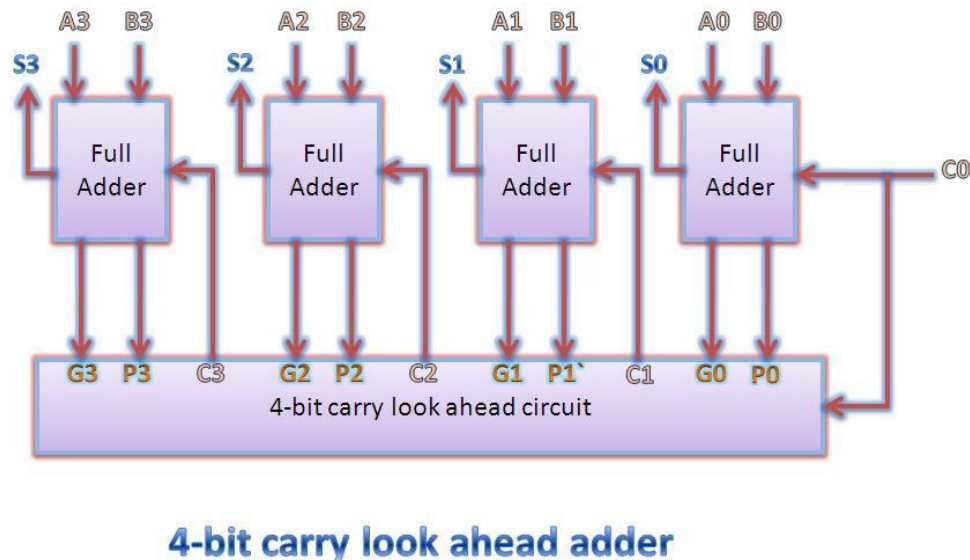 A3 B3 A2 B2 A1 B1 A0 B0
S3 S2 S1 S0
Full Adder
Full Adder
Full Adder
Full Adder
C0
G3 P3 C3 G2 P2 C2 G1 P1` C1 G0 P0
4-bit carry look ahead circuit
4-bit carry look ahead adder